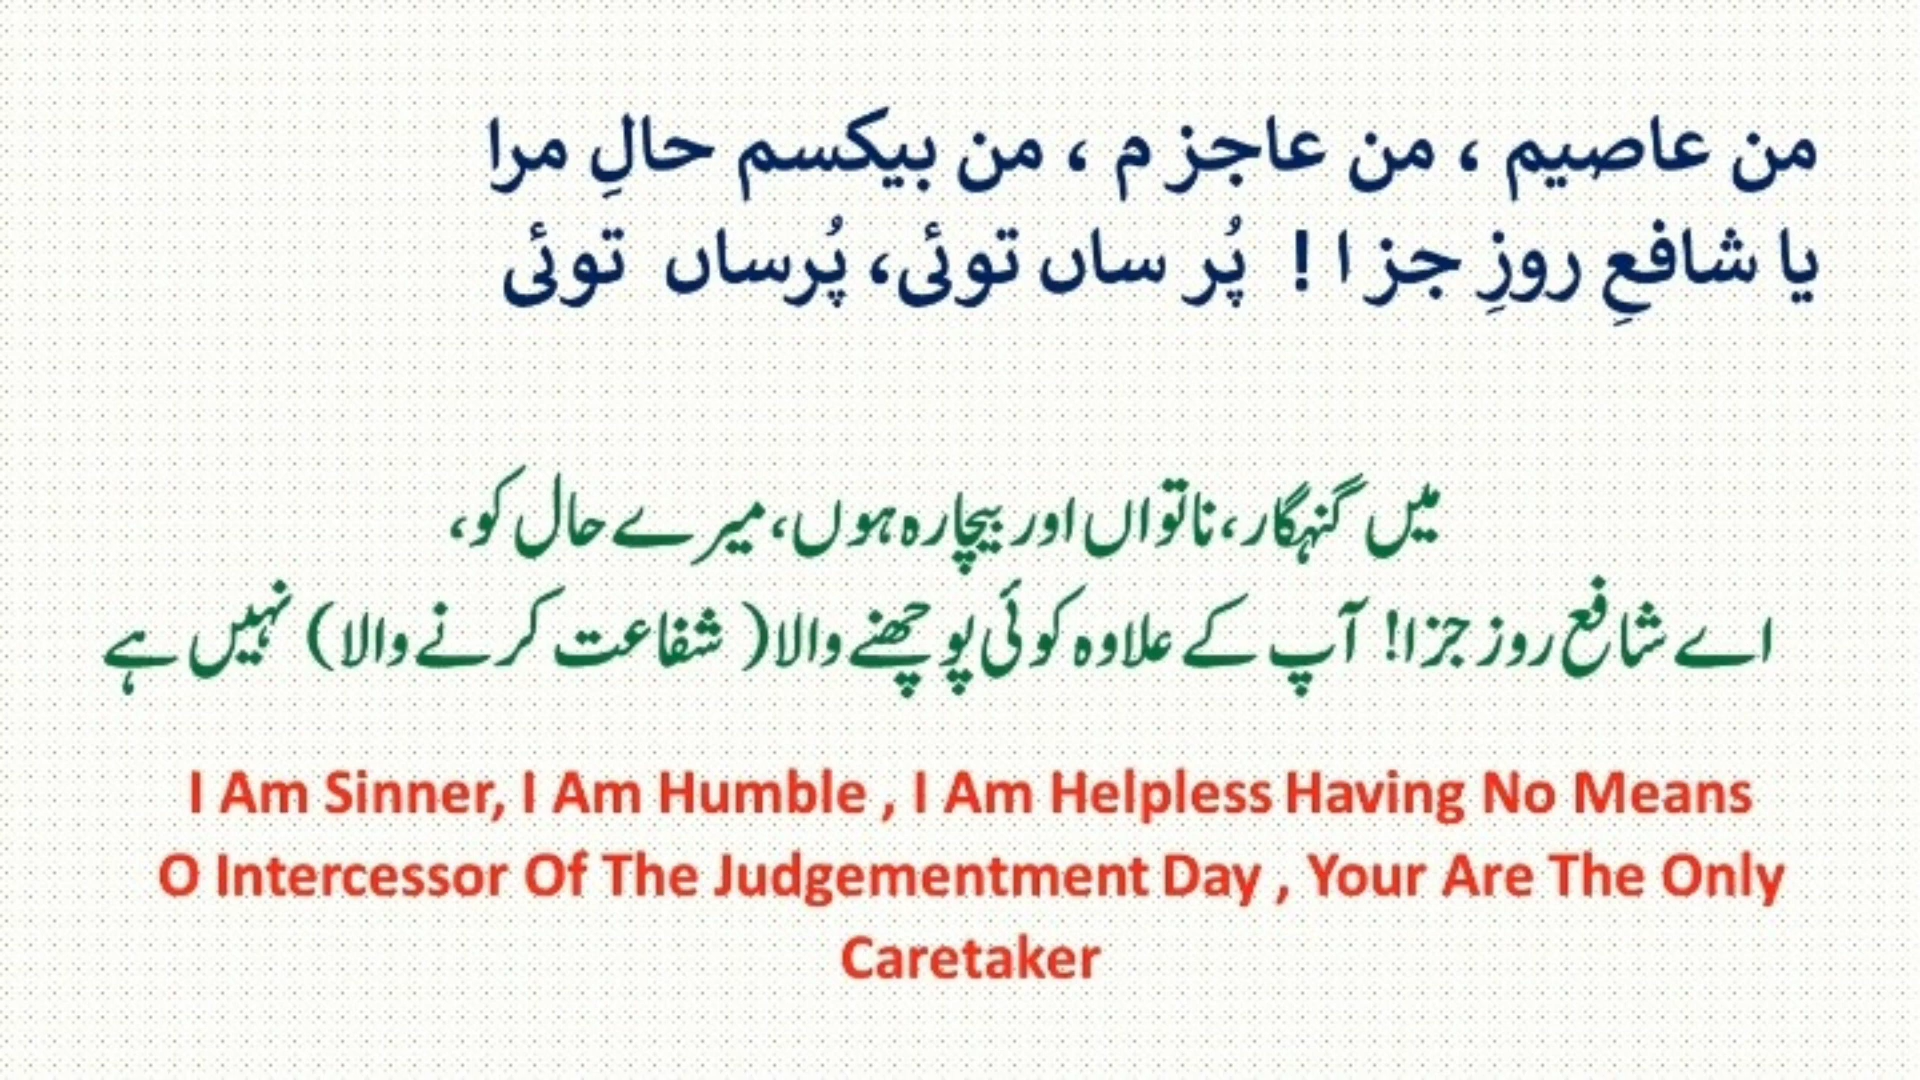 من عاصیم ، من عاجز م ، من بیکسم حالِ مرا
یا شافعِ روزِ جز ا ! پُر ساں توئی، پُرساں توئی
میں گنہگار، ناتواں اور بیچارہ ہوں، میرے حال کو،
اے شافع روز جزا! آپ کے علاوہ کوئی پوچھنے والا( شفاعت کرنے والا) نہیں ہے
I Am Sinner, I Am Humble , I Am Helpless Having No Means
O Intercessor Of The Judgementment Day , Your Are The Only
Caretaker